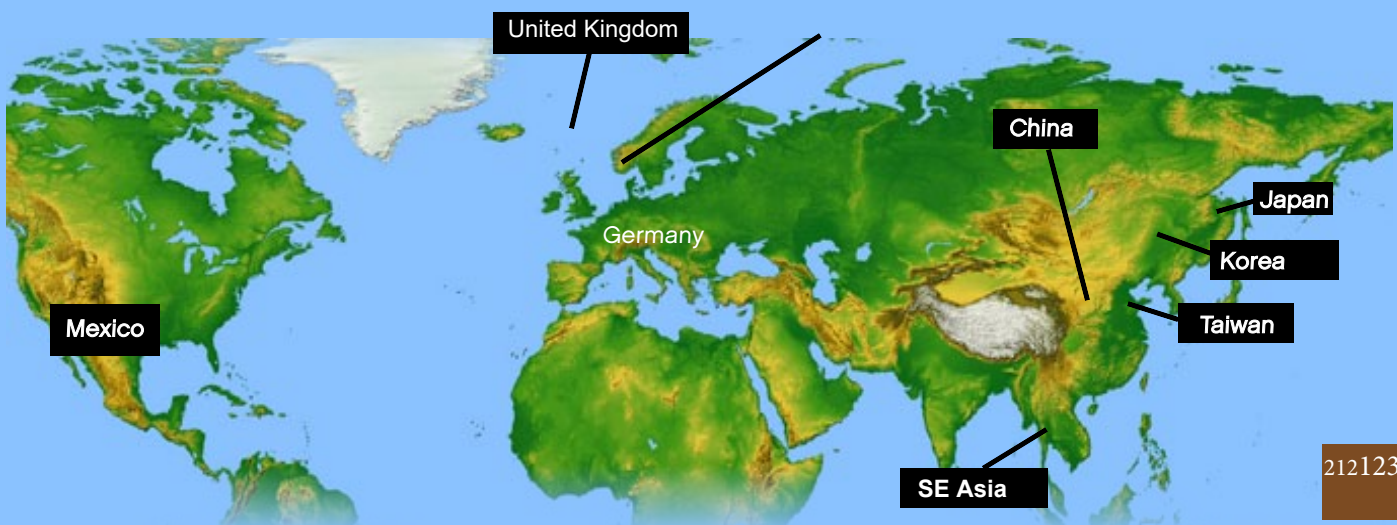 United Kingdom
China
Japan
Germany
Korea
Mexico
Taiwan
SE Asia
212123